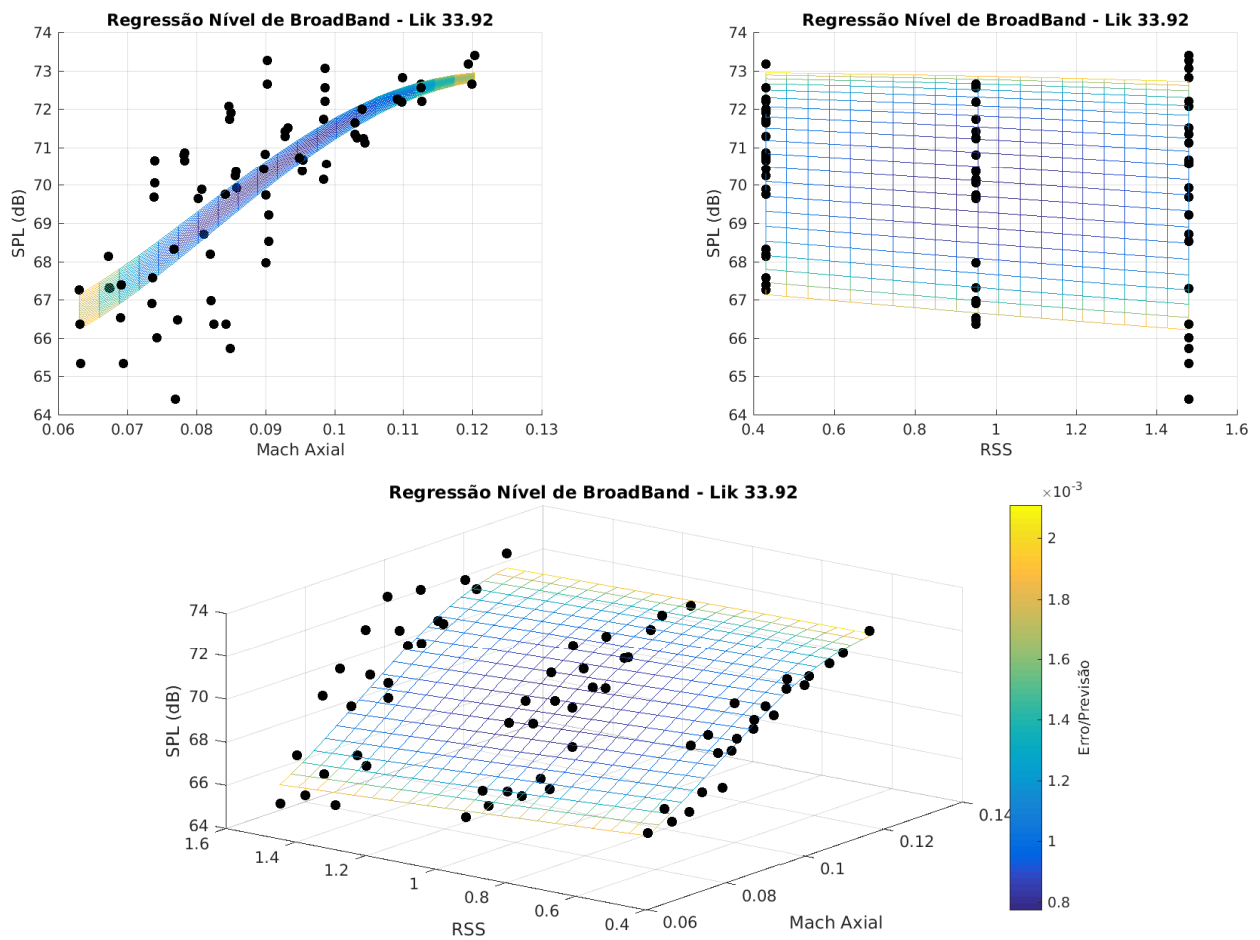 Regressão Nível de BroadBand - Lik 33.92
74
73
72
71
70
69
68
67
66
65
64
SPL (dB)
0.06 0.07 0.08 0.09 0.1 0.11 0.12 0.13
Mach Axial
Regressão Nível de BroadBand - Lik 33.92
74
73
72
71
70
69
68
67
66
65
64
SPL (dB)
0.4 0.6 0.8 1 1.2 1.4 1.6
RSS
Regressão Nível de BroadBand - Lik 33.92
74
72
70
68
66
64
SPL (dB)
1.6 1.4 1.2 1 0.8 0.6 0.4
RSS
0.06 0.08 0.1 0.12 0.14
Mach Axial
×10⁻³
2
1.8
1.6
1.4
1.2
1
0.8
Erro/Previsão